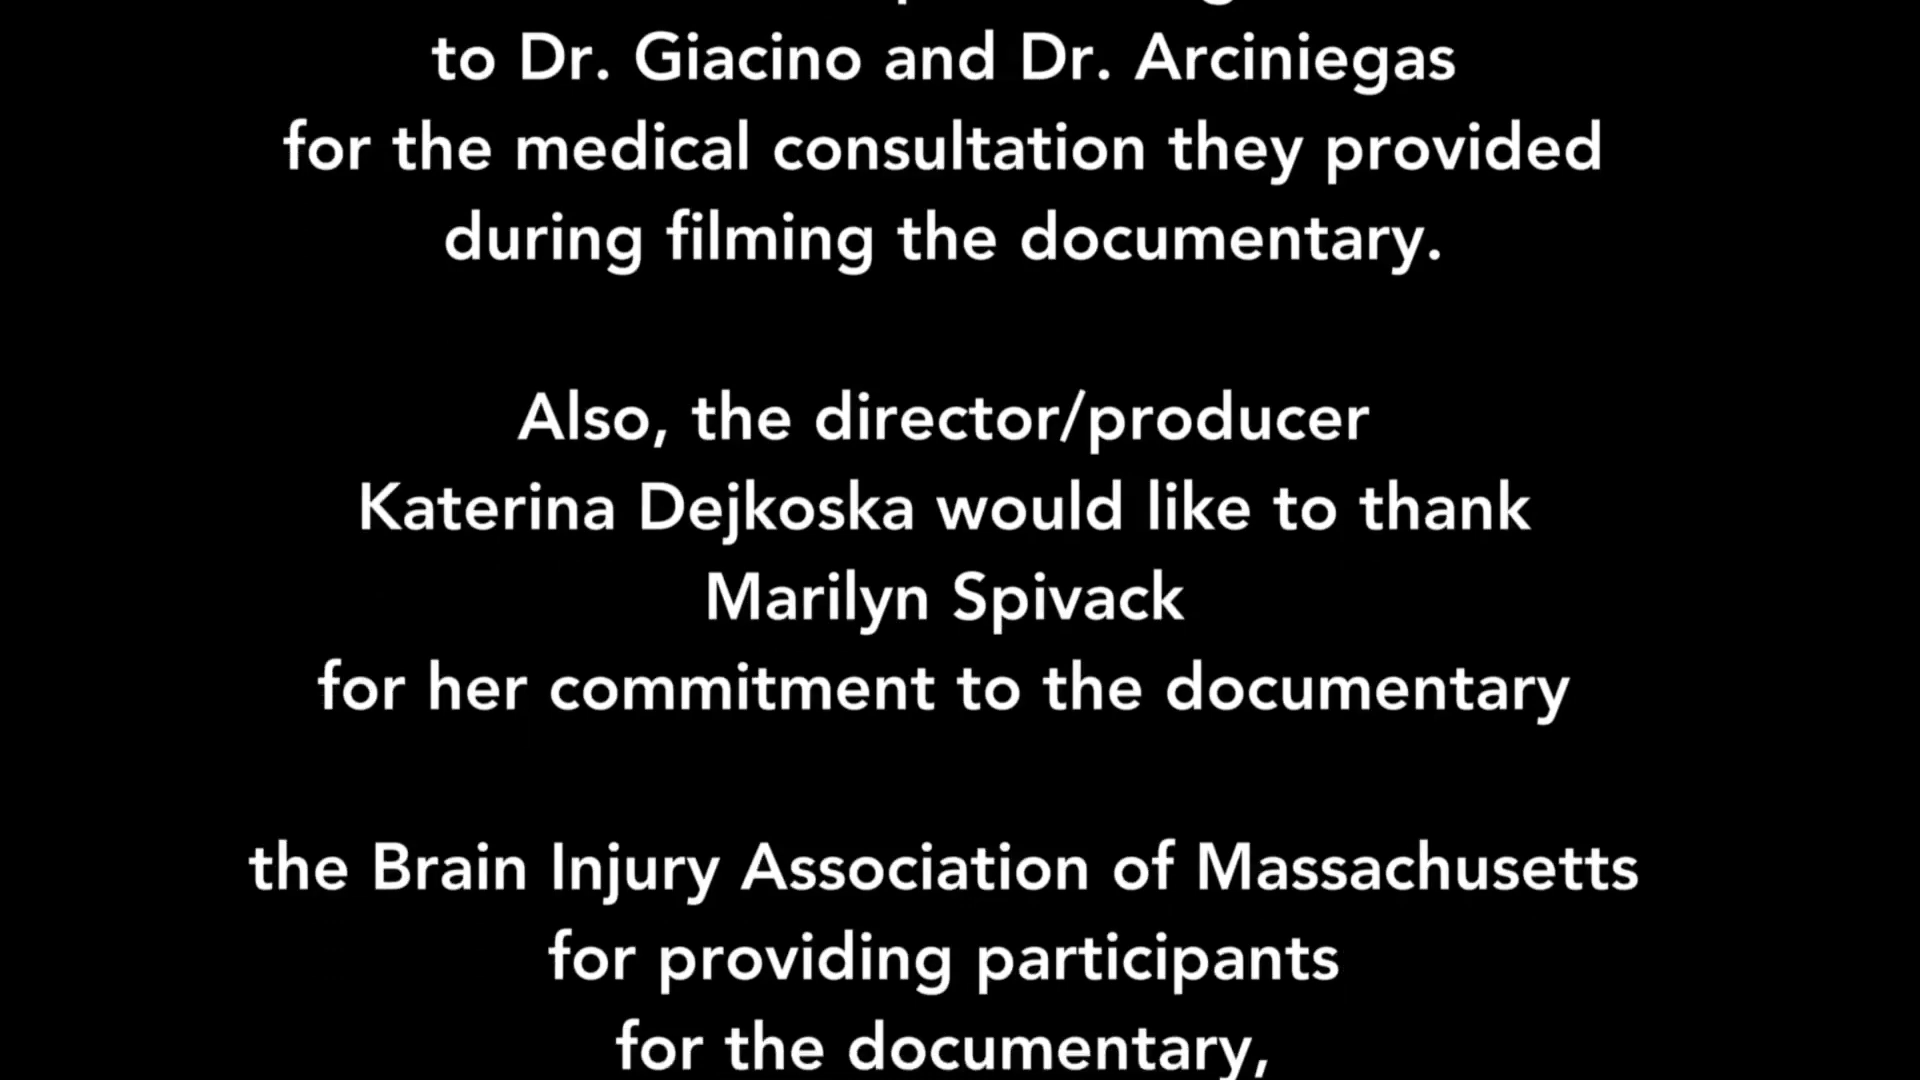 to Dr. Giacino and Dr. Arciniegas
for the medical consultation they provided
during filming the documentary.
Also, the director/producer
Katerina Dejkoska would like to thank
Marilyn Spivack
for her commitment to the documentary
the Brain Injury Association of Massachusetts
for providing participants
for the documentary,